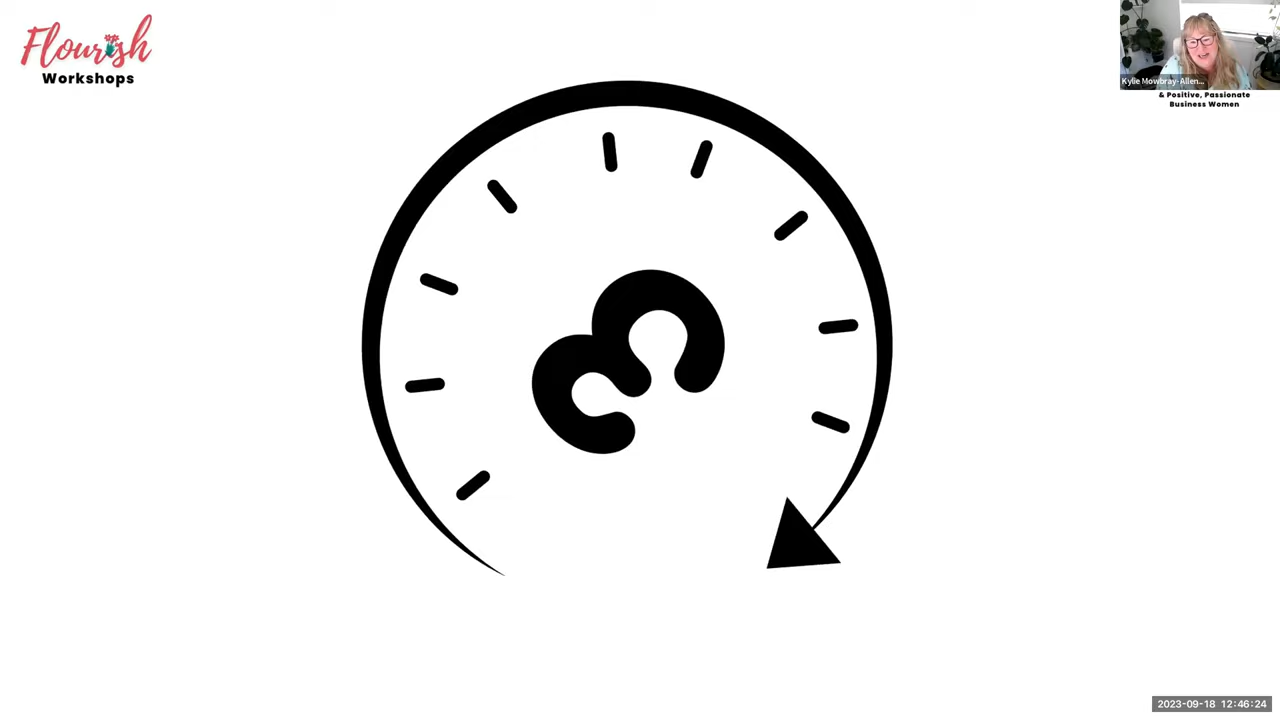 Flourish
Workshops
Kylie Mowbray-Allen...
& Positive, Passionate
Business Women
3
2023-09-18 12:46:24